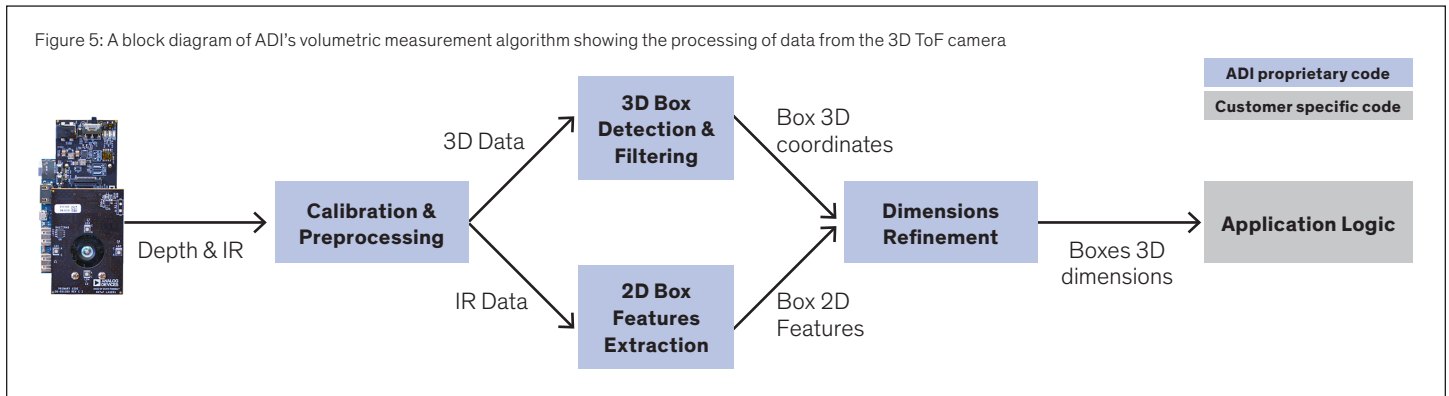 Figure 5: A block diagram of ADI's volumetric measurement algorithm showing the processing of data from the 3D ToF camera
ADI proprietary code
Customer specific code
Depth & IR
Calibration &
Preprocessing
3D Data
IR Data
3D Box
Detection &
Filtering
2D Box
Features
Extraction
Box 3D
coordinates
Box 2D
Features
Dimensions
Refinement
Boxes 3D
dimensions
Application Logic
ANALOG
DEVICES